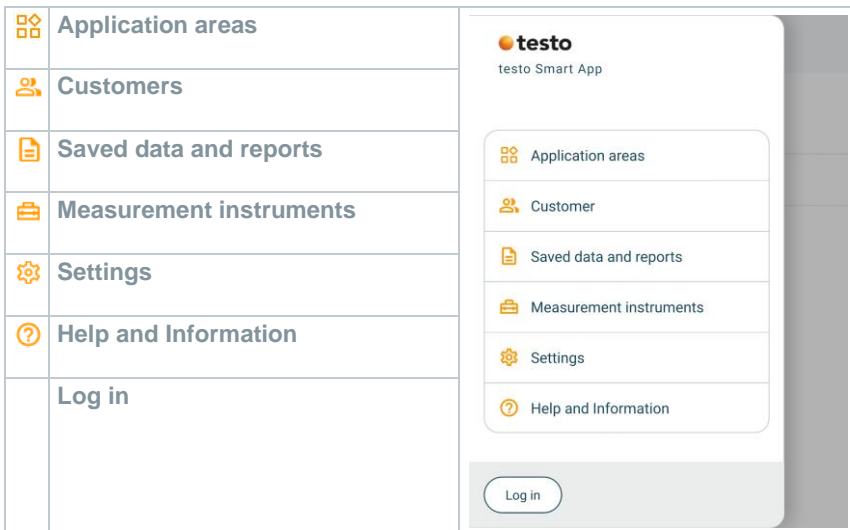 Application areas
Customers
Saved data and reports
Measurement instruments
Settings
Help and Information
Log in
testo
testo Smart App
Application areas
Customer
Saved data and reports
Measurement instruments
Settings
Help and Information
Log in